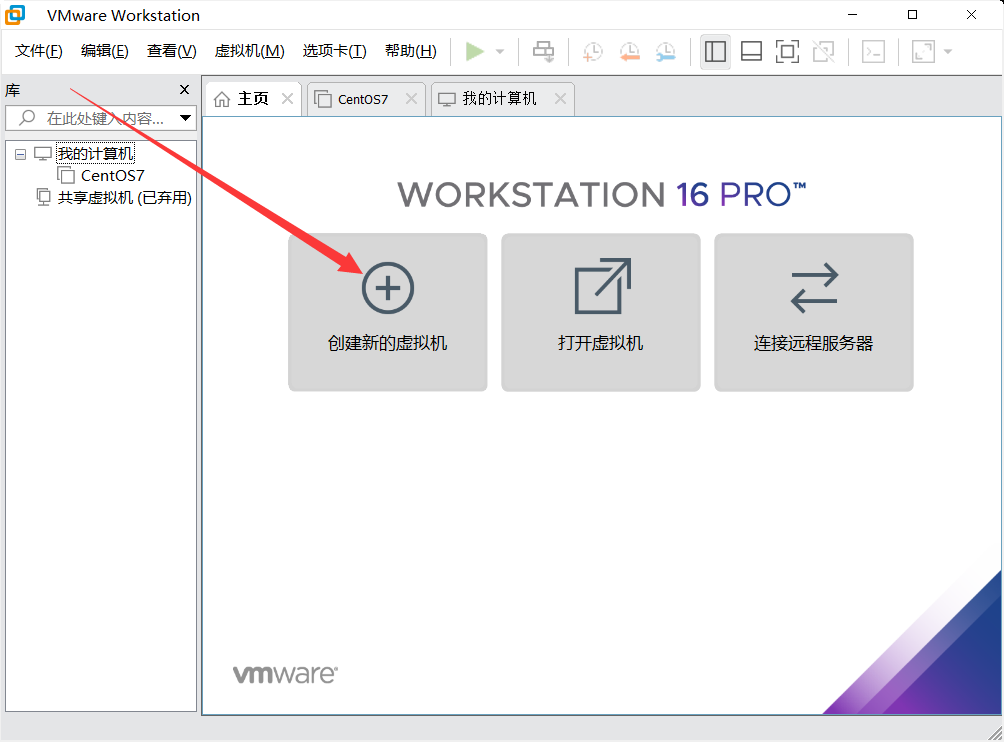 VMware Workstation
文件(F) 编辑(E) 查看(V) 虚拟机(M) 选项卡(T) 帮助(H)
库
在此处键入内容...
我的计算机
CentOS7
共享虚拟机 (已弃用)
主页 CentOS7 我的计算机
WORKSTATION 16 PRO™
创建新的虚拟机 打开虚拟机 连接远程服务器
vmware®